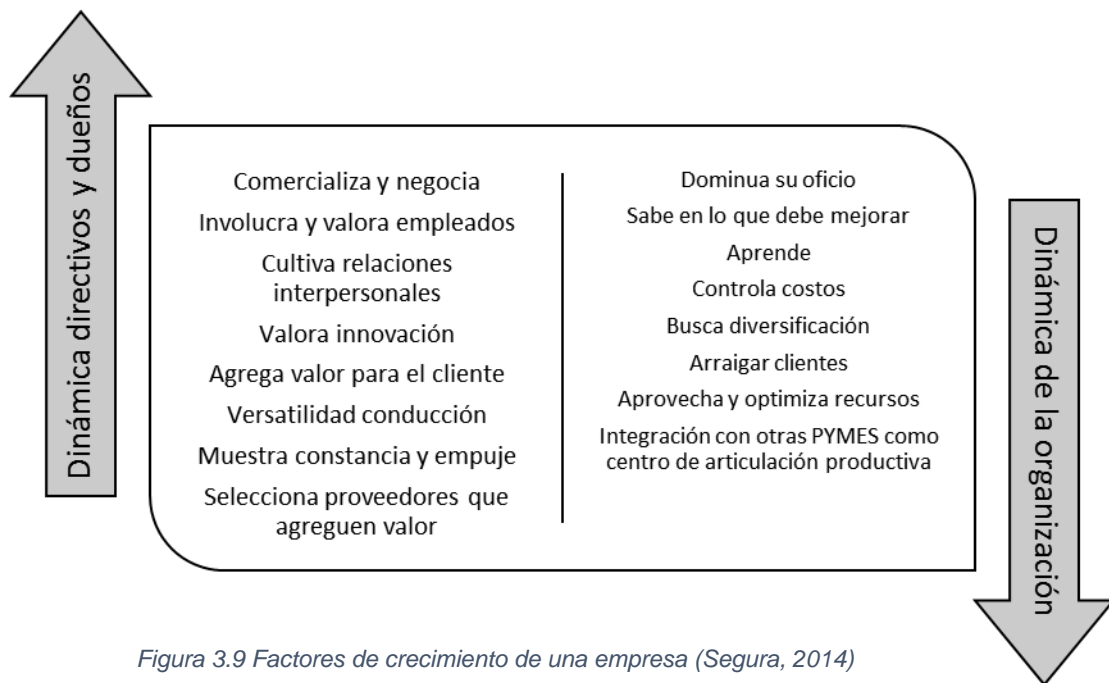 Dinámica directivos y dueños
Comercializa y negocia
Involucra y valora empleados
Cultiva relaciones
interpersonales
Valora innovación
Agrega valor para el cliente
Versatilidad conducción
Muestra constancia y empuje
Selecciona proveedores que
agreguen valor
Dominua su oficio
Sabe en lo que debe mejorar
Aprende
Controla costos
Busca diversificación
Arraigar clientes
Aprovecha y optimiza recursos
Integración con otras PYMES como
centro de articulación productiva
Dinámica de la organización
Figura 3.9 Factores de crecimiento de una empresa (Segura, 2014)